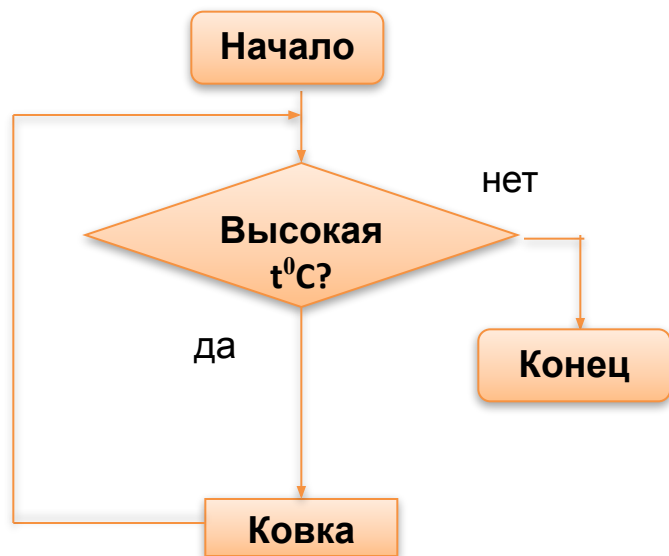 Начало
нет
Высокая
t⁰C?
да
Конец
Ковка